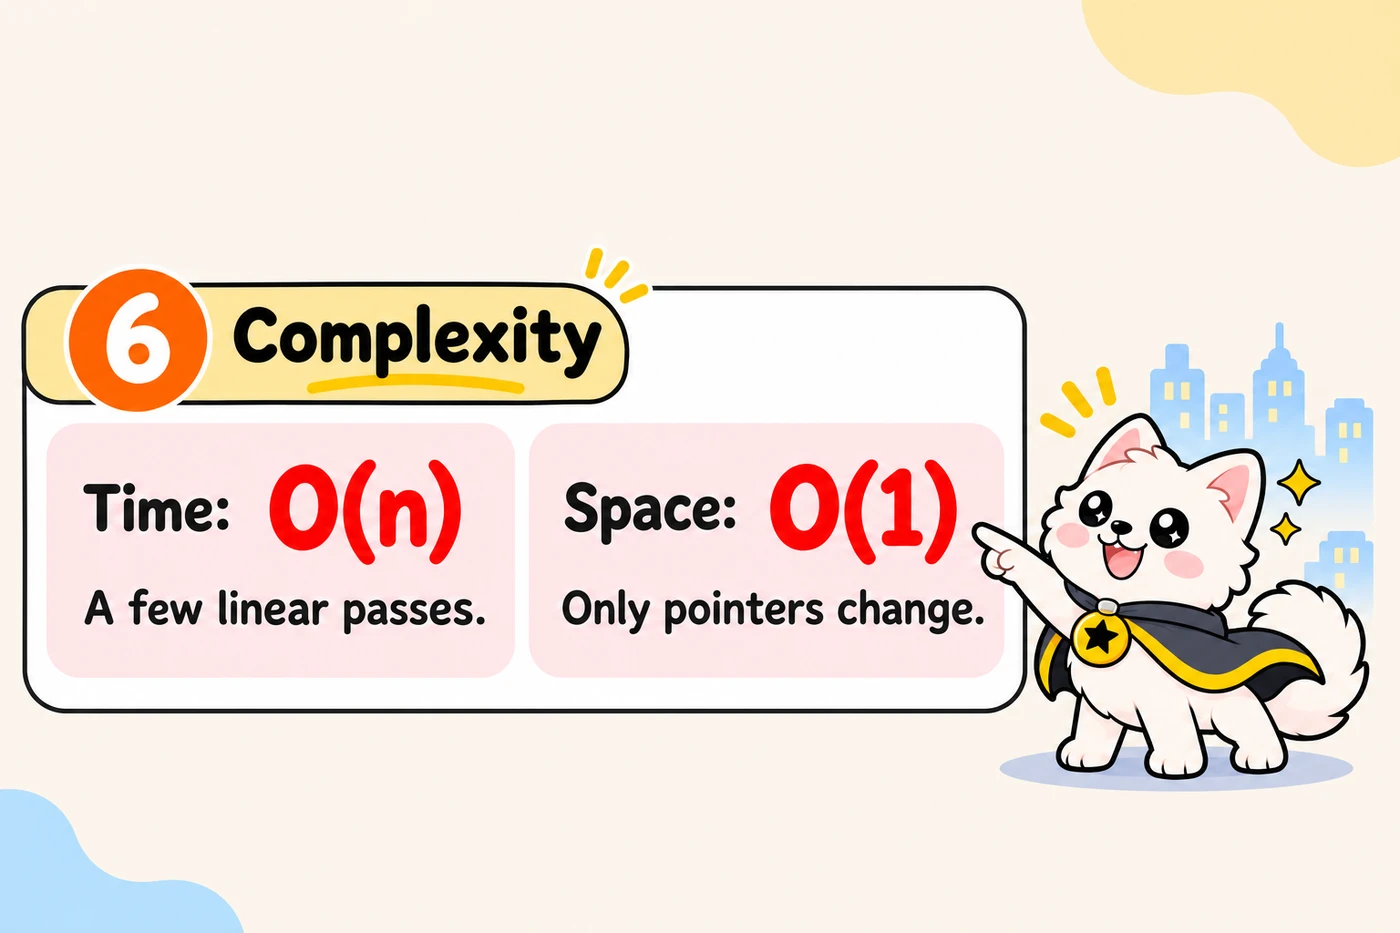 6 Complexity
Time: O(n)
A few linear passes.
Space: O(1)
Only pointers change.